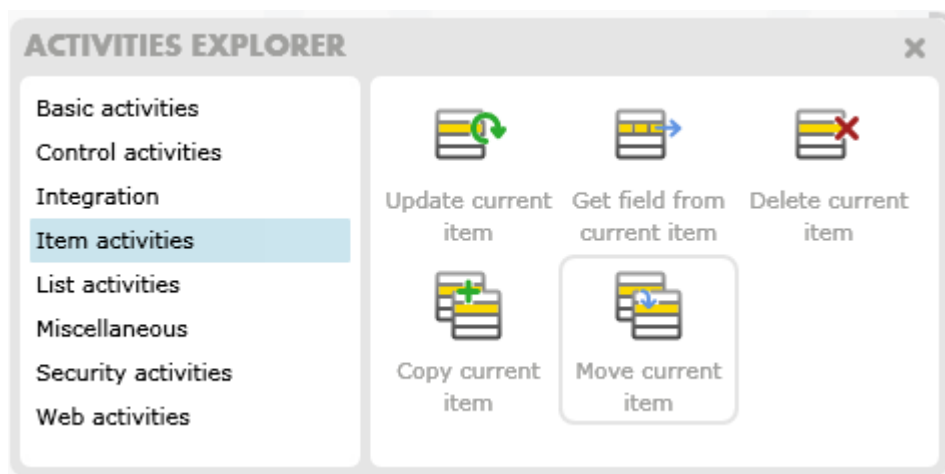 ACTIVITIES EXPLORER
Basic activities
Control activities
Integration
Item activities
List activities
Miscellaneous
Security activities
Web activities
Update current
item
Get field from
current item
Delete current
item
Copy current
item
Move current
item